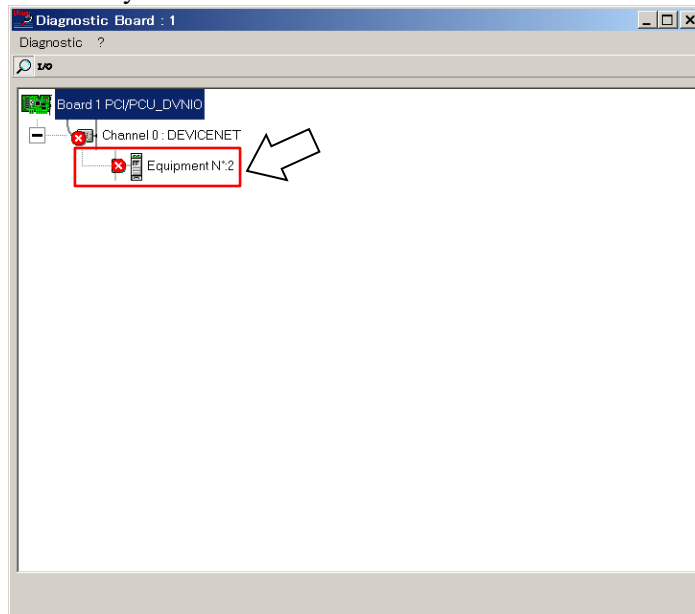 Diagnostic Board : 1
Diagnostic ?
I/O
Board 1 PCI/PCU_DVNIO
Channel 0 : DEVICENET
Equipment N°:2